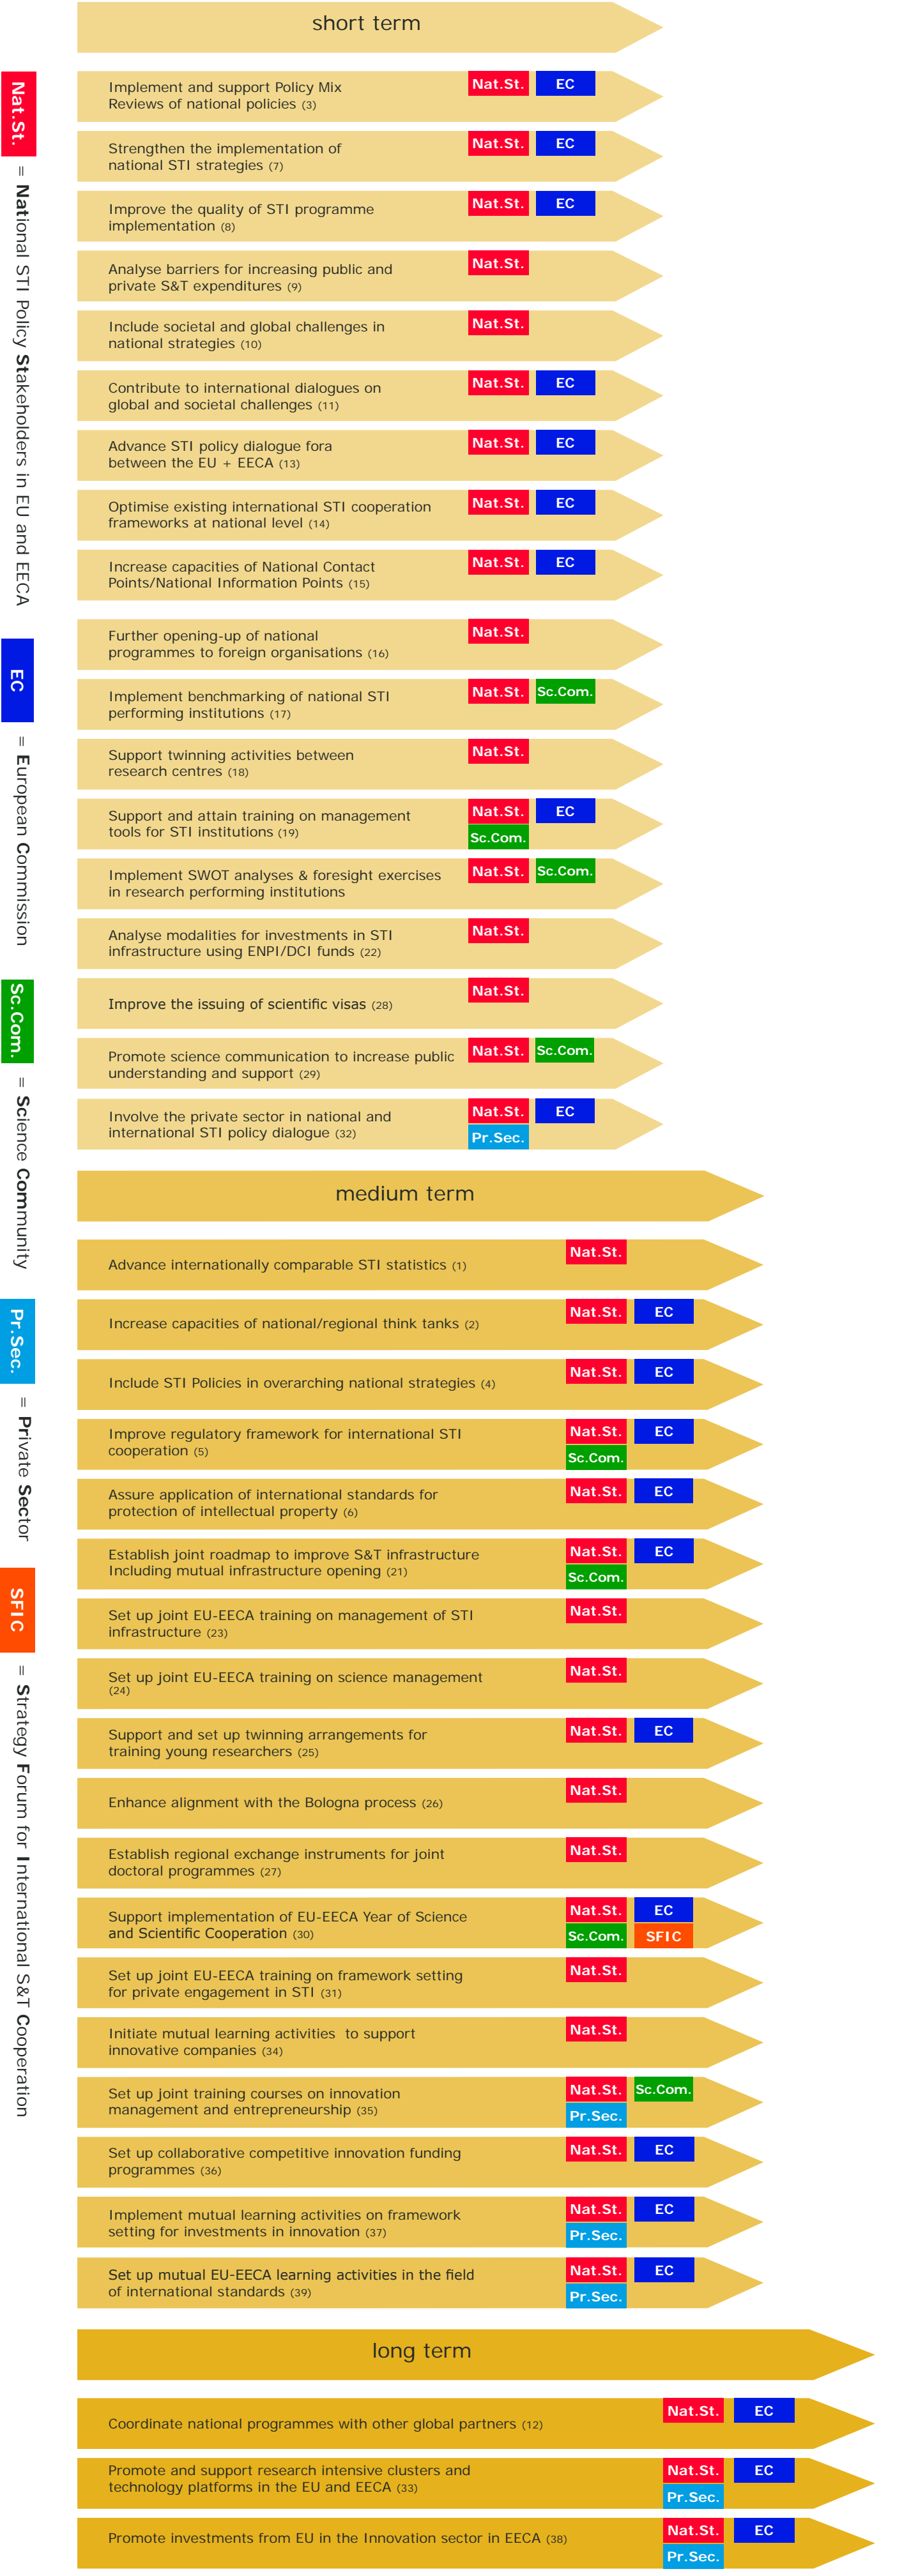 short term
Implement and support Policy Mix
Reviews of national policies (3)
Nat.St. EC
Strengthen the implementation of
national STI strategies (7)
Nat.St. EC
Improve the quality of STI programme
implementation (8)
Nat.St. EC
Analyse barriers for increasing public and
private S&T expenditures (9)
Nat.St.
Include societal and global challenges in
national strategies (10)
Nat.St.
Contribute to international dialogues on
global and societal challenges (11)
Nat.St. EC
Advance STI policy dialogue fora
between the EU + EECA (13)
Nat.St. EC
Optimise existing international STI cooperation
frameworks at national level (14)
Nat.St. EC
Increase capacities of National Contact
Points/National Information Points (15)
Nat.St. EC
Further opening-up of national
programmes to foreign organisations (16)
Nat.St.
Implement benchmarking of national STI
performing institutions (17)
Nat.St. Sc.Com.
Support twinning activities between
research centres (18)
Nat.St.
Support and attain training on management
tools for STI institutions (19)
Nat.St. EC
Sc.Com.
Implement SWOT analyses & foresight exercises
in research performing institutions
Nat.St. Sc.Com.
Analyse modalities for investments in STI
infrastructure using ENPI/DCI funds (22)
Nat.St.
Improve the issuing of scientific visas (28)
Nat.St.
Promote science communication to increase public
understanding and support (29)
Nat.St. Sc.Com.
Involve the private sector in national and
international STI policy dialogue (32)
Nat.St. EC
Pr.Sec.
medium term
Advance internationally comparable STI statistics (1)
Nat.St.
Increase capacities of national/regional think tanks (2)
Nat.St. EC
Include STI Policies in overarching national strategies (4)
Nat.St. EC
Improve regulatory framework for international STI
cooperation (5)
Nat.St. EC
Sc.Com.
Assure application of international standards for
protection of intellectual property (6)
Nat.St. EC
Establish joint roadmap to improve S&T infrastructure
Including mutual infrastructure opening (21)
Nat.St. EC
Sc.Com.
Set up joint EU-EECA training on management of STI
infrastructure (23)
Nat.St.
Set up joint EU-EECA training on science management
(24)
Nat.St.
Support and set up twinning arrangements for
training young researchers (25)
Nat.St. EC
Enhance alignment with the Bologna process (26)
Nat.St.
Establish regional exchange instruments for joint
doctoral programmes (27)
Nat.St.
Support implementation of EU-EECA Year of Science
and Scientific Cooperation (30)
Nat.St. EC
Sc.Com. SFIC
Set up joint EU-EECA training on framework setting
for private engagement in STI (31)
Nat.St.
Initiate mutual learning activities to support
innovative companies (34)
Nat.St.
Set up joint training courses on innovation
management and entrepreneurship (35)
Nat.St. Sc.Com.
Pr.Sec.
Set up collaborative competitive innovation funding
programmes (36)
Nat.St. EC
Implement mutual learning activities on framework
setting for investments in innovation (37)
Nat.St. EC
Pr.Sec.
Set up mutual EU-EECA learning activities in the field
of international standards (39)
Nat.St. EC
Pr.Sec.
long term
Coordinate national programmes with other global partners (12)
Nat.St. EC
Promote and support research intensive clusters and
technology platforms in the EU and EECA (33)
Nat.St. EC
Pr.Sec.
Promote investments from EU in the Innovation sector in EECA (38)
Nat.St. EC
Pr.Sec.
Nat.St. = National STI Policy Stakeholders in EU and EECA
EC = European Commission
Sc.Com. = Science Community
Pr.Sec. = Private Sector
SFIC = Strategy Forum for International S&T Cooperation